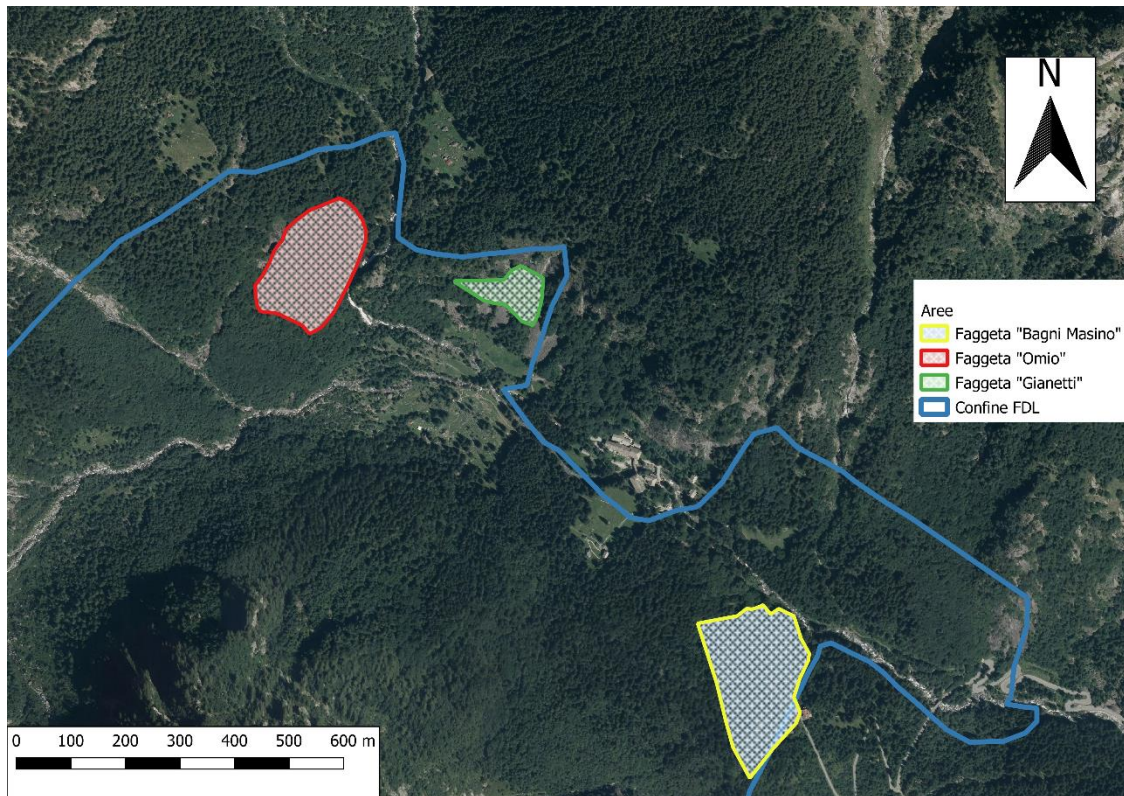 N
Aree
Faggeta "Bagni Masino"
Faggeta "Omio"
Faggeta "Gianetti"
Confine FDL
0 100 200 300 400 500 600 m